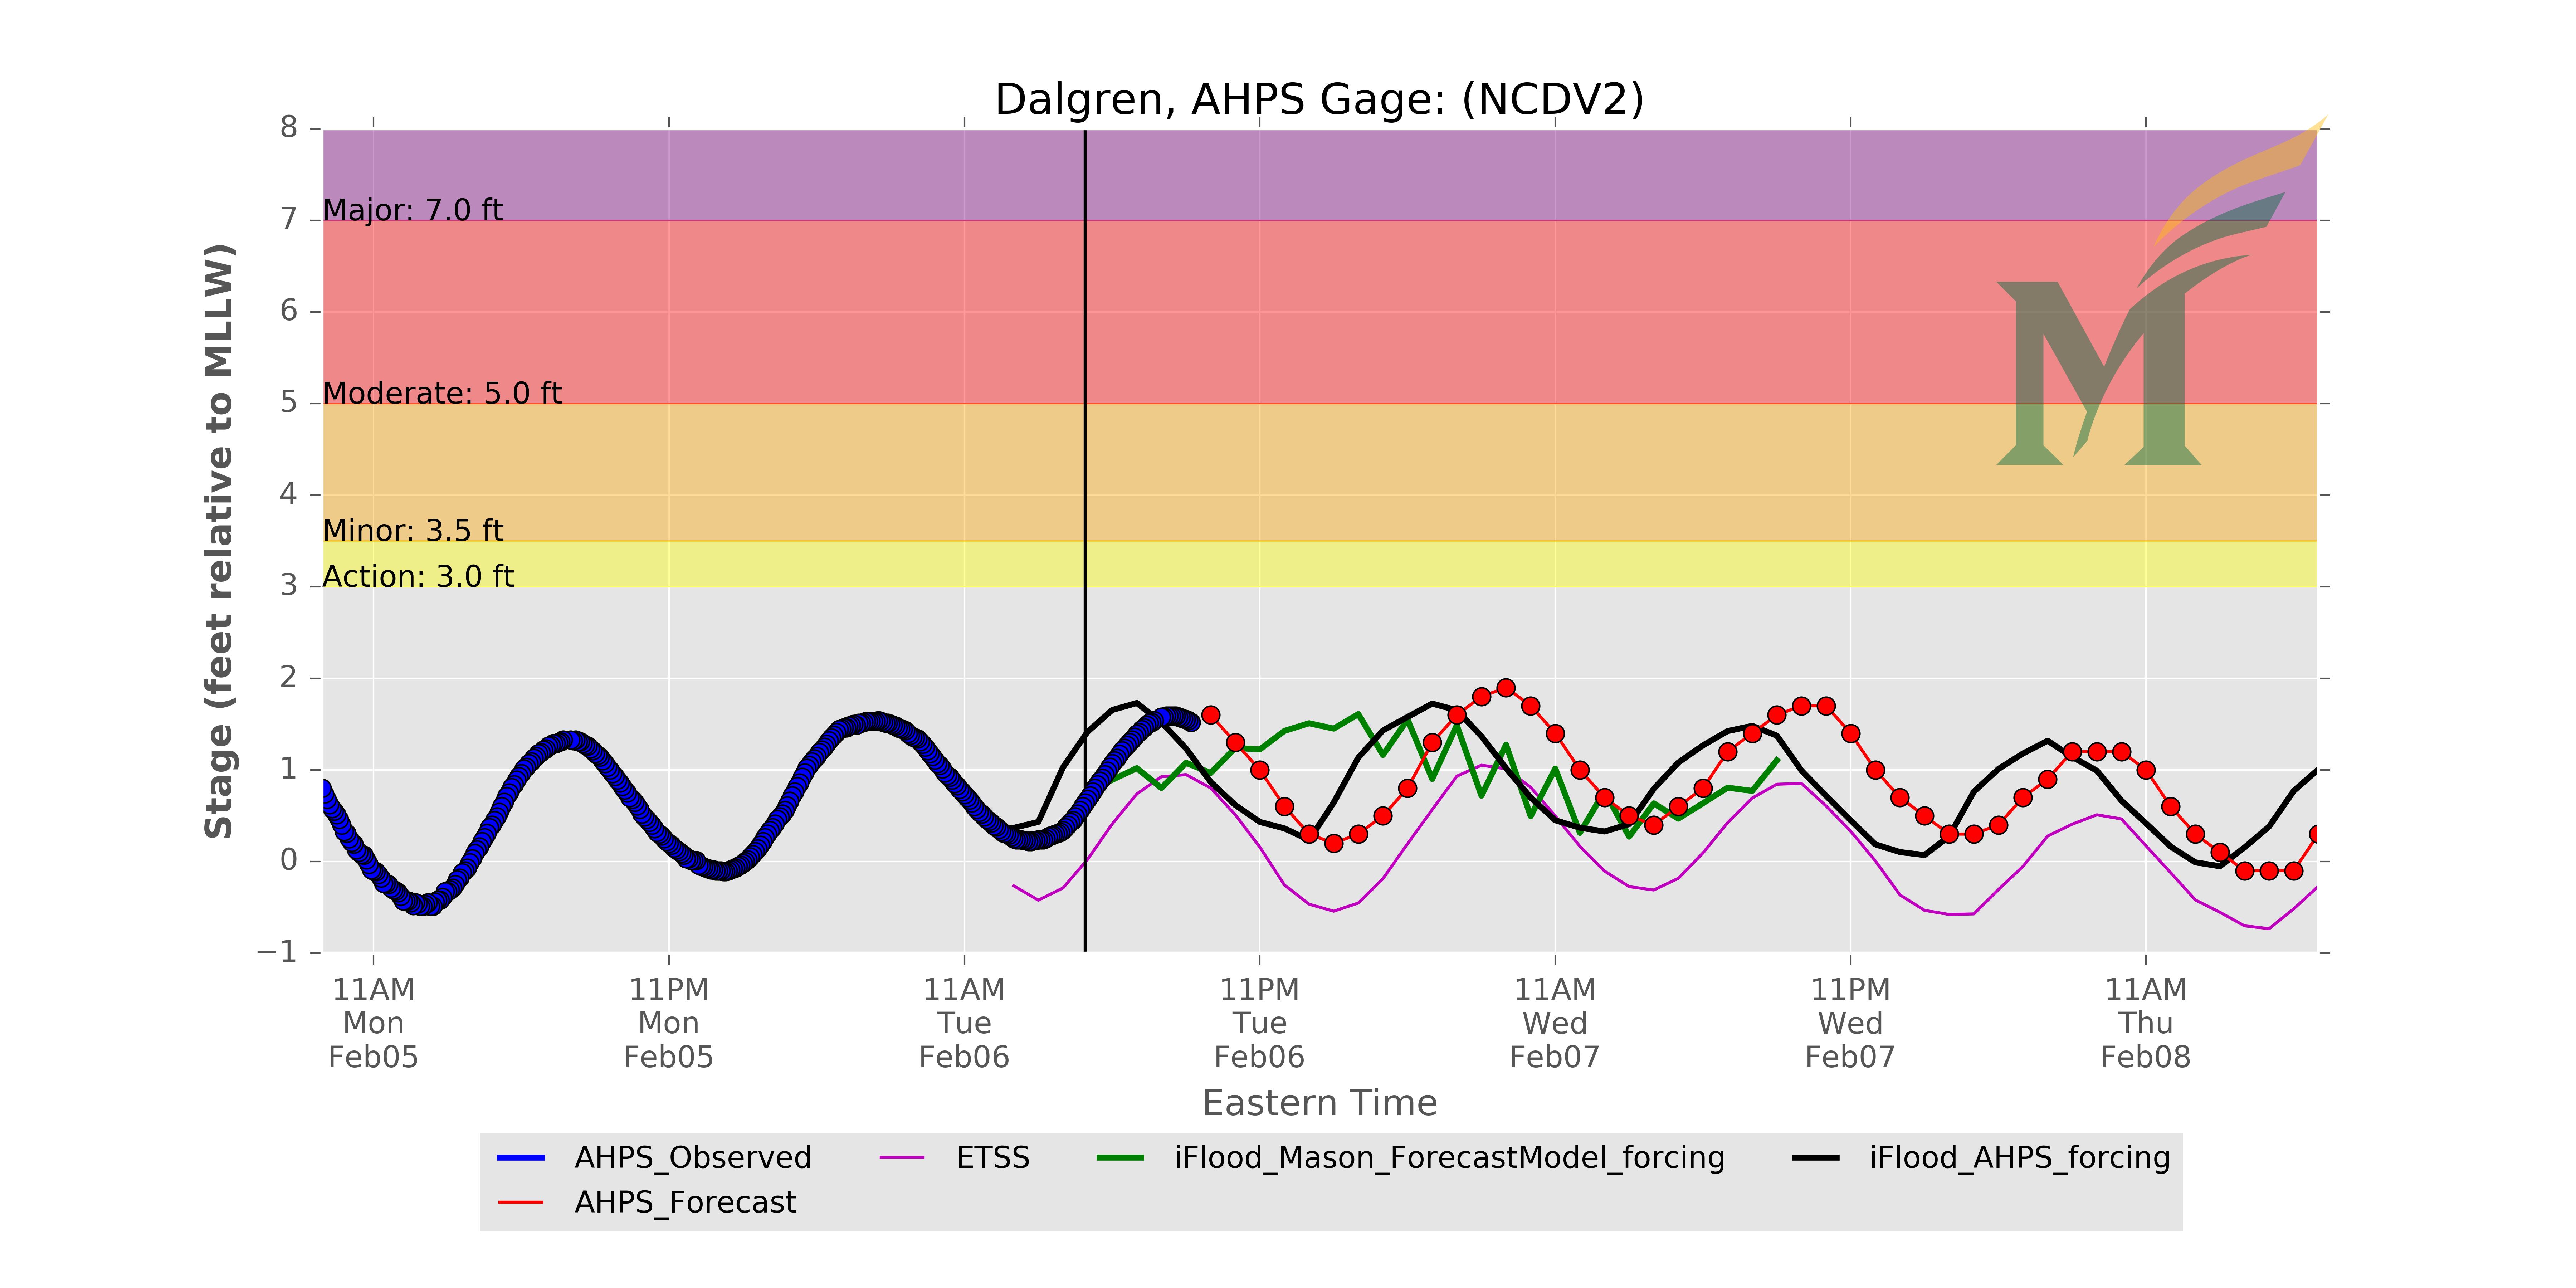 Dalgren, AHPS Gage: (NCDV2)
8
7
6
5
4
3
2
1
0
−1
Stage (feet relative to MLLW)
Major: 7.0 ft
Moderate: 5.0 ft
Minor: 3.5 ft
Action: 3.0 ft
M
11AM
Mon
Feb05
11PM
Mon
Feb05
11AM
Tue
Feb06
11PM
Tue
Feb06
11AM
Wed
Feb07
11PM
Wed
Feb07
11AM
Thu
Feb08
Eastern Time
AHPS_Observed
AHPS_Forecast
ETSS
iFlood_Mason_ForecastModel_forcing
iFlood_AHPS_forcing